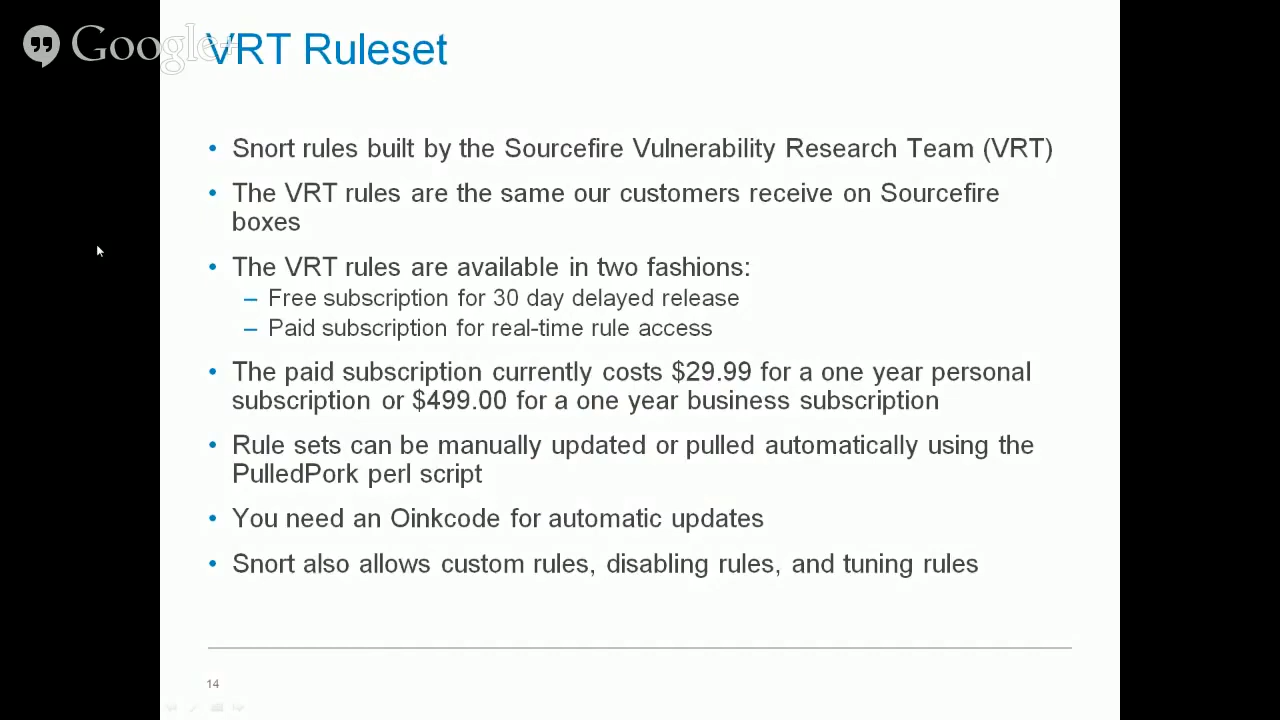 Google+
VRT Ruleset
• Snort rules built by the Sourcefire Vulnerability Research Team (VRT)
• The VRT rules are the same our customers receive on Sourcefire
boxes
• The VRT rules are available in two fashions:
– Free subscription for 30 day delayed release
– Paid subscription for real-time rule access
• The paid subscription currently costs $29.99 for a one year personal
subscription or $499.00 for a one year business subscription
• Rule sets can be manually updated or pulled automatically using the
PulledPork perl script
• You need an Oinkcode for automatic updates
• Snort also allows custom rules, disabling rules, and tuning rules
14